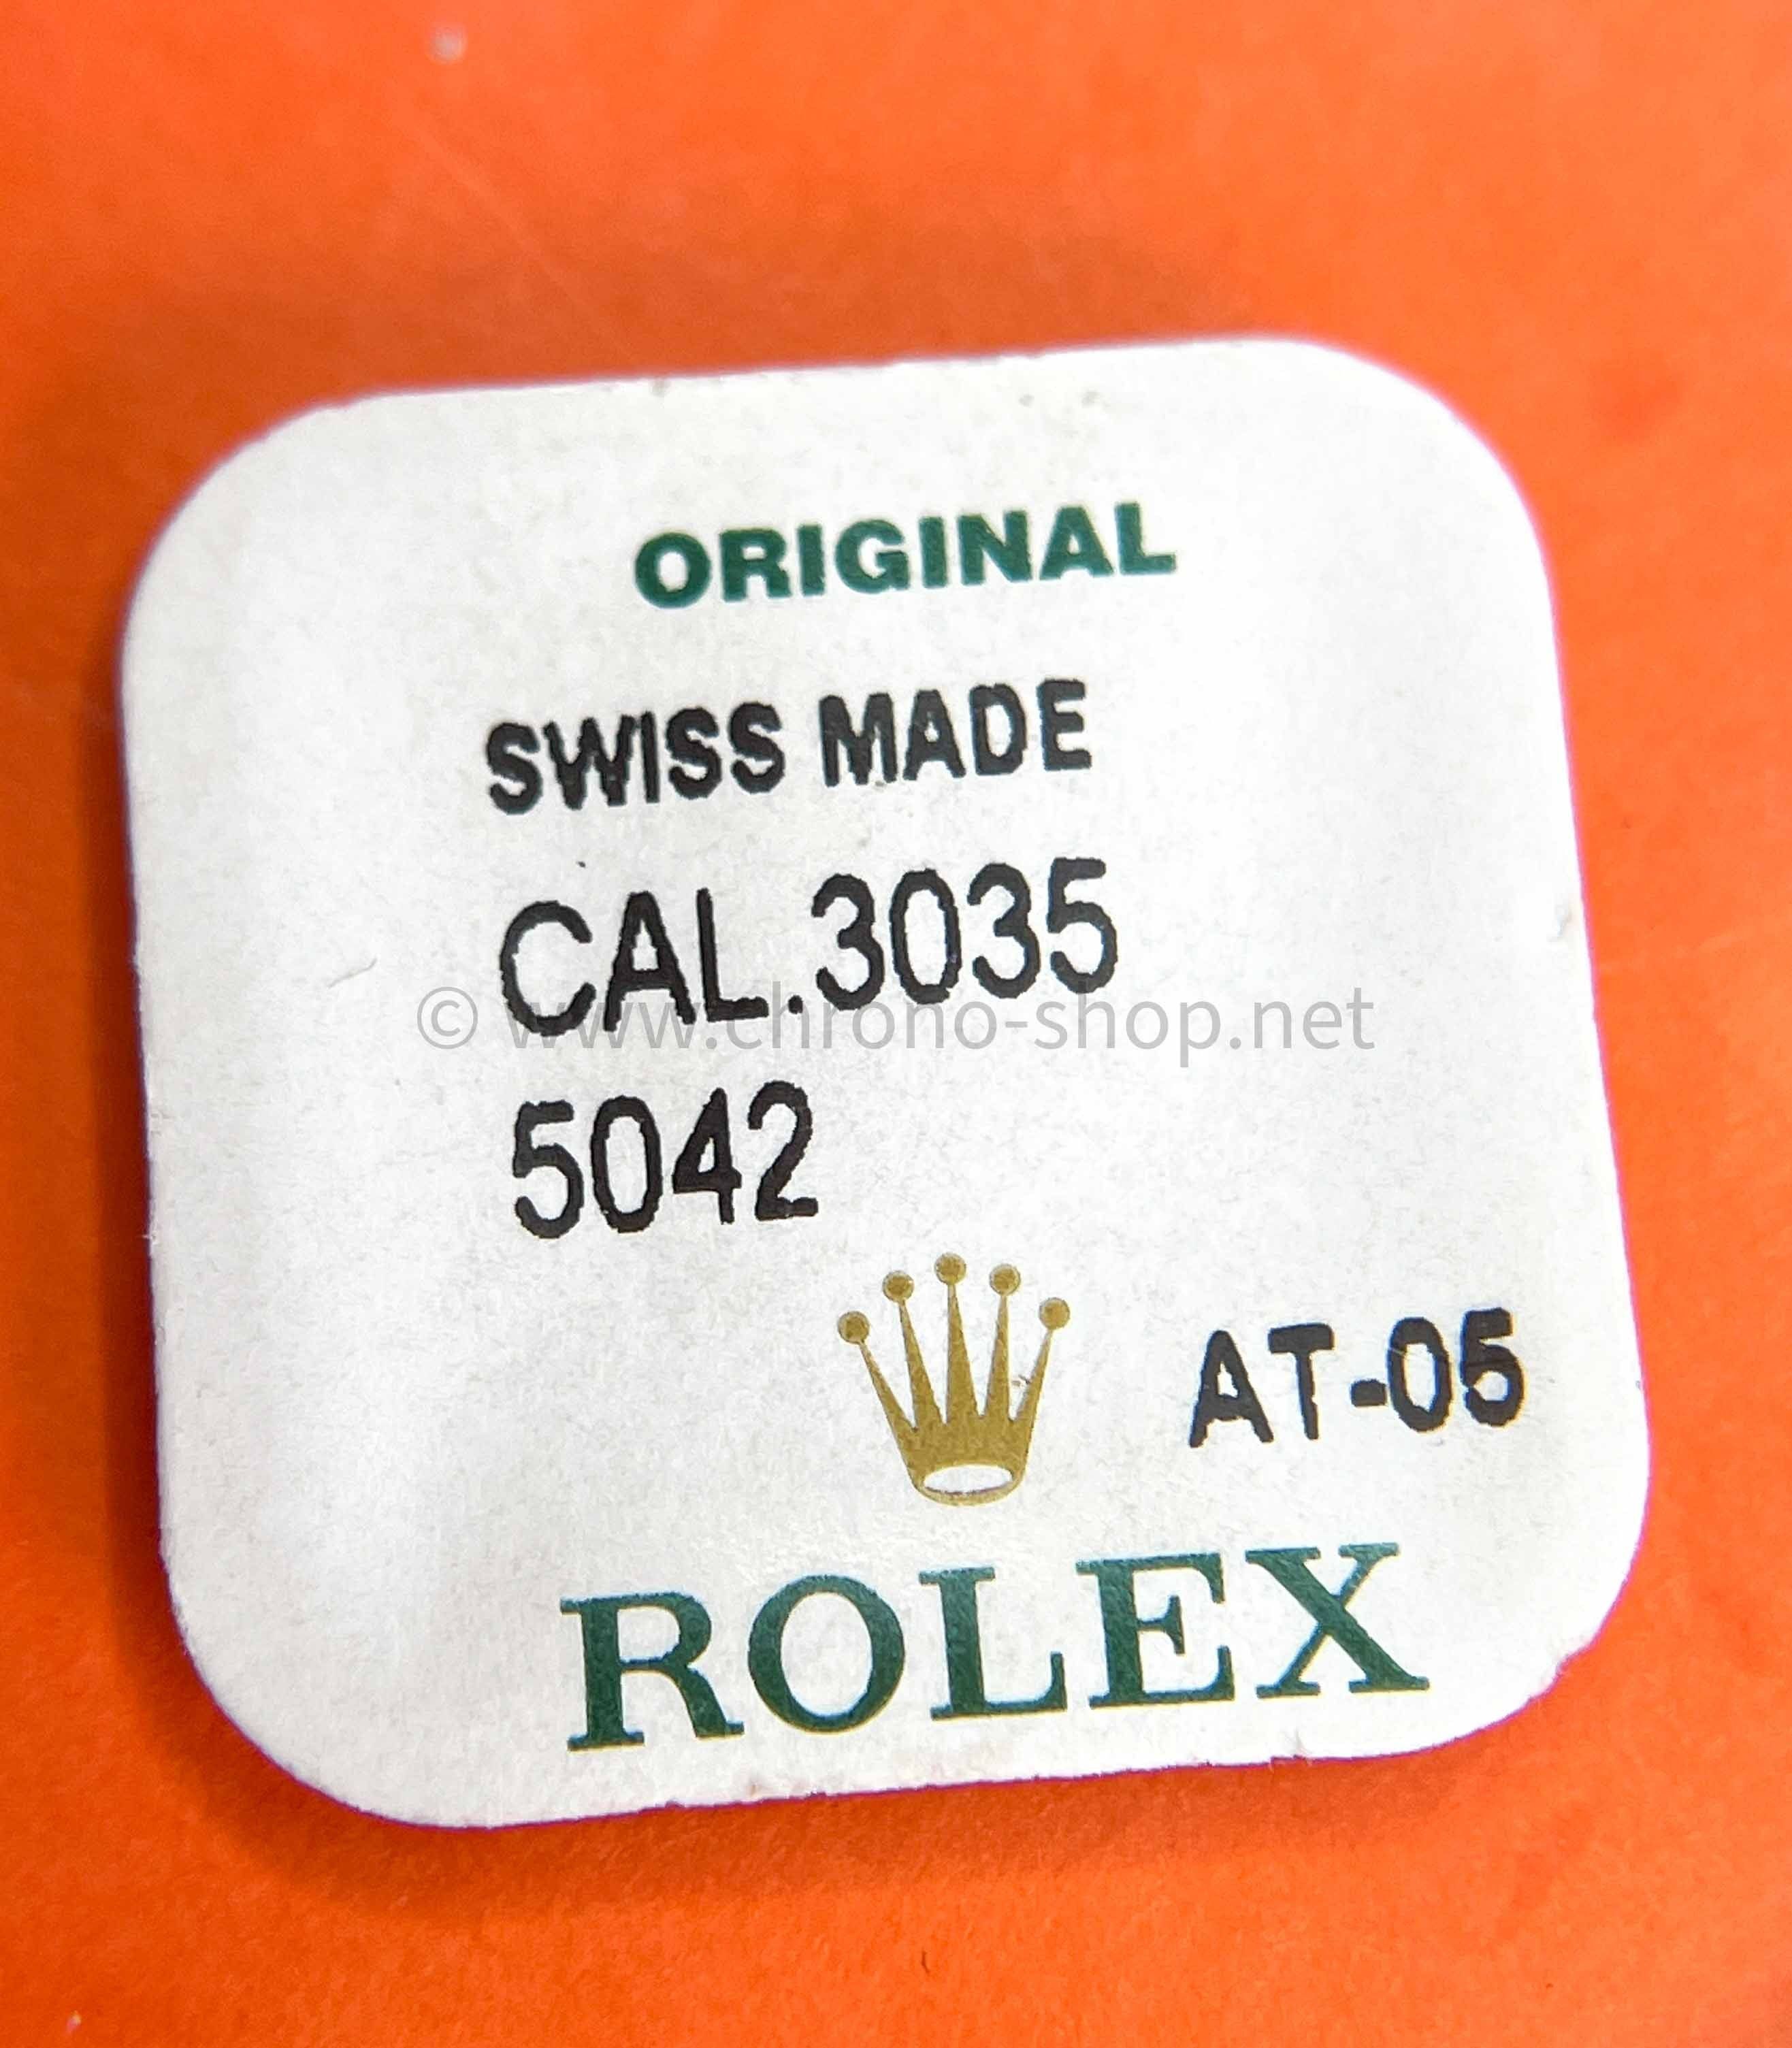 ORIGINAL
SWISS MADE
CAL.3035
© www.chrono-shop.net
5042
AT-05
ROLEX